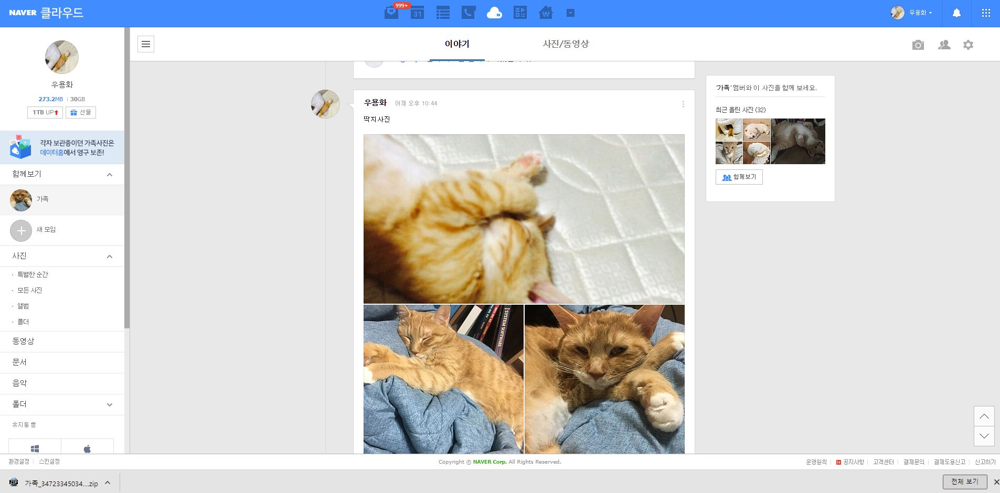 NAVER 클라우드
999+
31
N
₩
우용화
이야기
사진/동영상
우용화
273.2MB | 30GB
1TB UP
선물
각자 보관중이던 가족사진은
데이터홈에서 영구 보존!
함께보기
가족
새 모임
사진
· 특별한 순간
· 모든 사진
· 앨범
· 폴더
동영상
문서
음악
폴더
휴지통
우용화 어제 오후 10:44
딱지사진
SYSTEM SOFTWARE
'가족' 멤버와 이 사진을 함께 보세요.
최근 올린 사진 (32)
함께보기
환경설정 | 스킨설정
Copyright © NAVER Corp. All Rights Reserved.
운영원칙 | N 공지사항 | 고객센터 | 결제문의 | 결제도용신고 | 신고하기
ZIP 가족_34723345034....zip
전체 보기